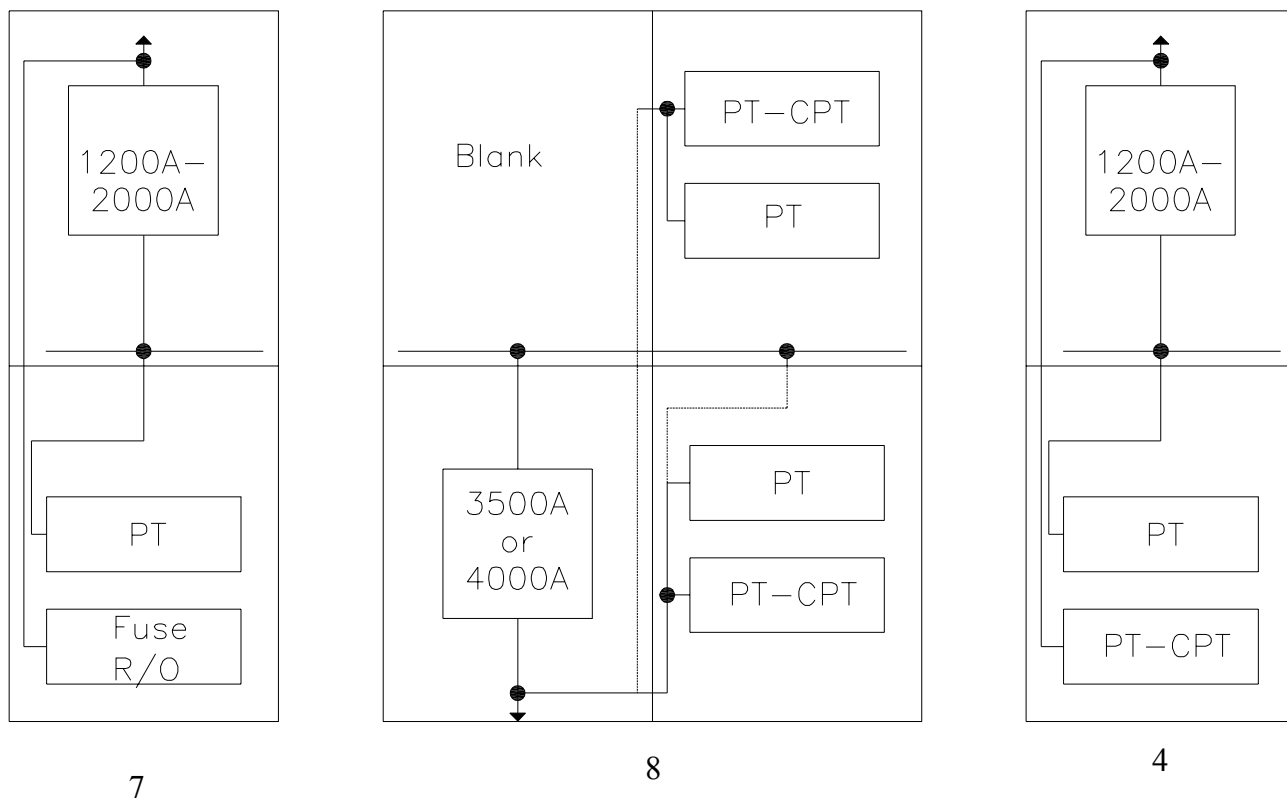 1200A-
2000A
PT
Fuse
R/O
7
Blank
PT-CPT
PT
3500A
or
4000A
PT
PT-CPT
8
1200A-
2000A
PT
PT-CPT
4